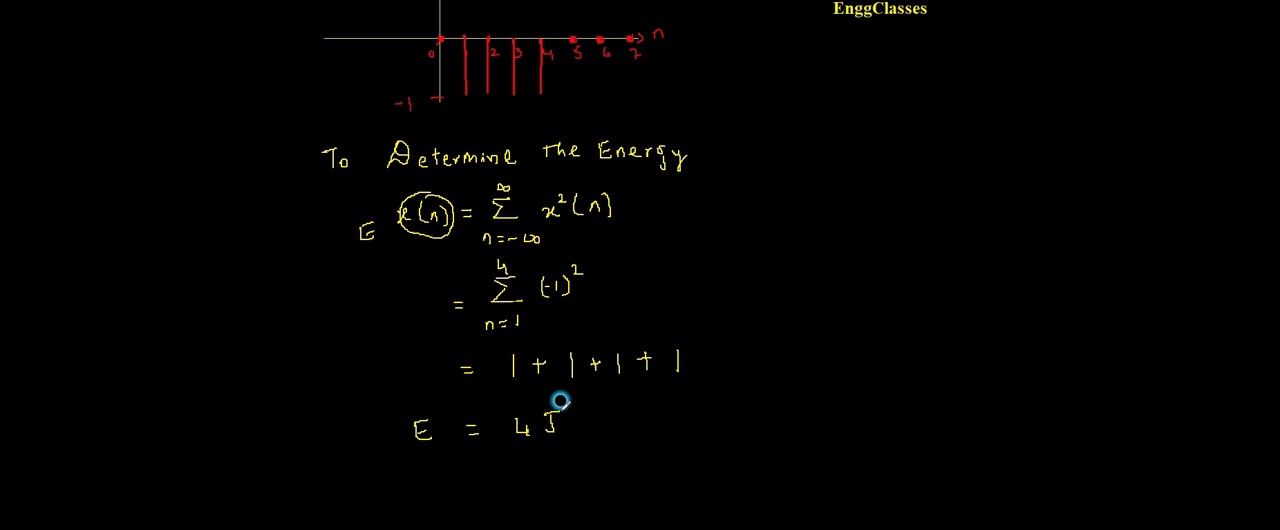 EnggClasses
n
0 2 3 4 5 6 7
-1
To Determine The Energy
E x(n) = ∞ Σ n=-∞ x²(n)
= 4 Σ n=1 (-1)²
= 1 + 1 + 1 + 1
E = 4 J